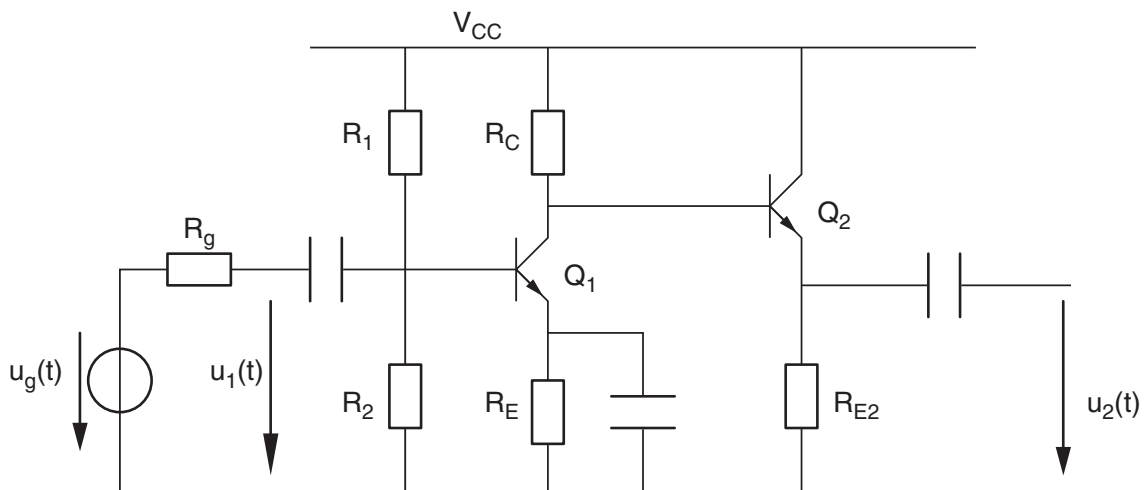 V_CC
R_1
R_C
R_g
Q_2
Q_1
u_g(t)
u_1(t)
R_2
R_E
R_E2
u_2(t)